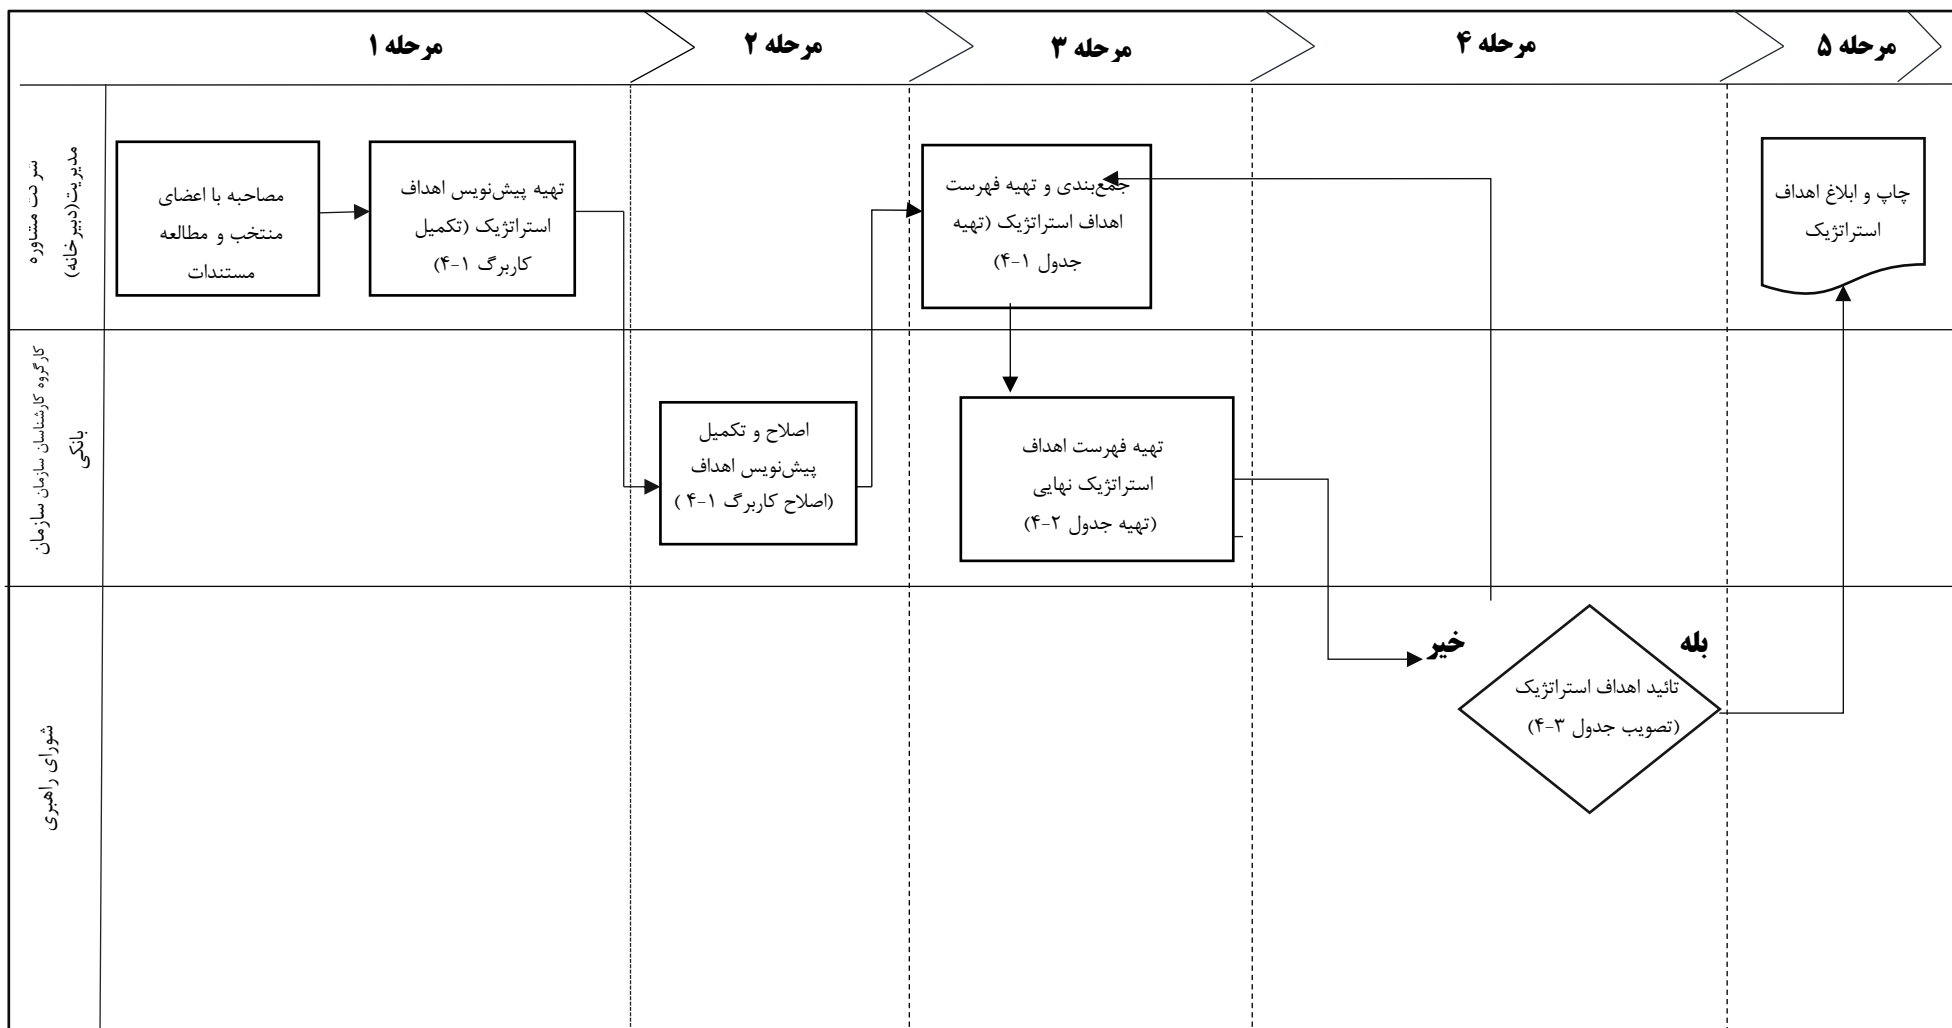 مرحله ۱
مرحله ۲
مرحله ۳
مرحله ۴
مرحله ۵
مشاوره
مدیریت(دبیرخانه)
مصاحبه با اعضای
منتخب و مطالعه
مستندات
تهیه پیش‌نویس اهداف
استراتژیک (تکمیل
کاربرگ ۱-۴)
جمع‌بندی و تهیه فهرست
اهداف استراتژیک (تهیه
جدول ۱-۴)
چاپ و ابلاغ اهداف
استراتژیک
کارگروه کارشناسان سازمان سازمان
بانکی
اصلاح و تکمیل
پیش‌نویس اهداف
(اصلاح کاربرگ ۱-۴ )
تهیه فهرست اهداف
استراتژیک نهایی
(تهیه جدول ۲-۴)
شورای راهبری
خیر
بله
تائید اهداف استراتژیک
(تصویب جدول ۳-۴)